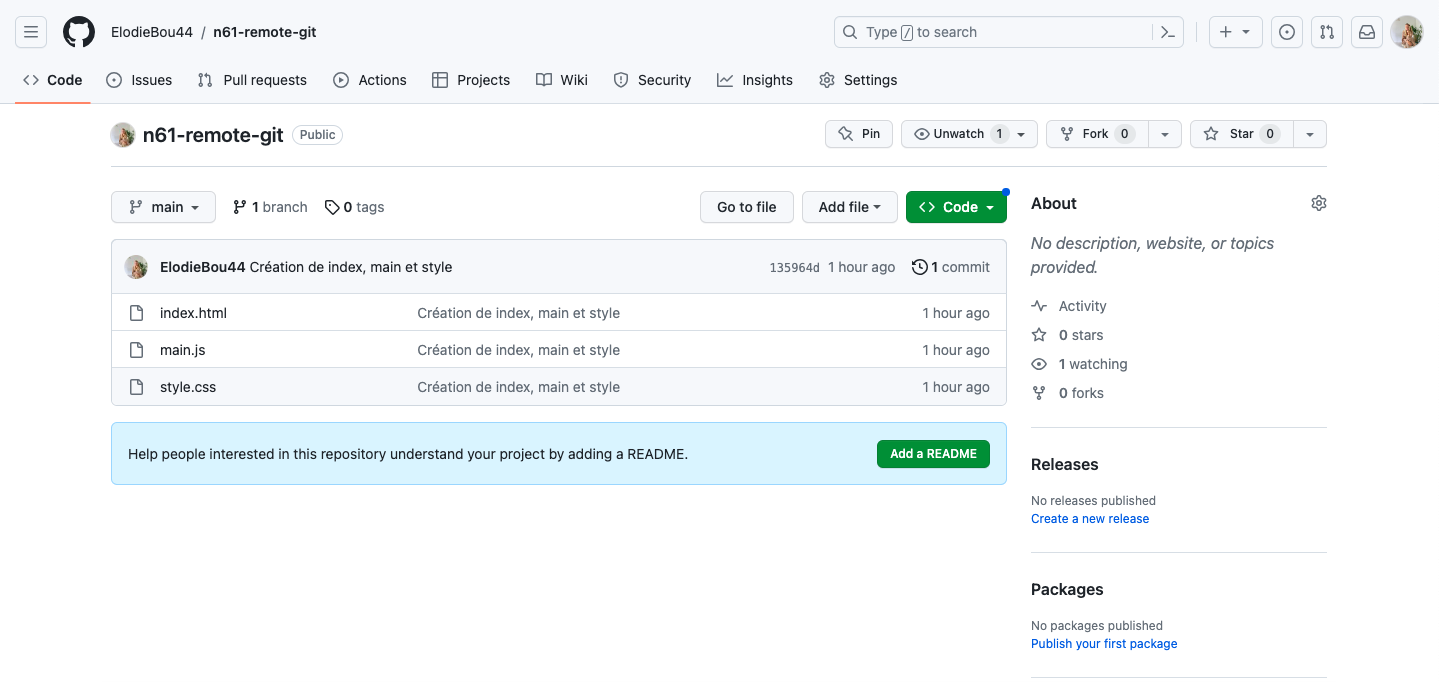 ElodieBou44 / n61-remote-git
Type / to search
Code Issues Pull requests Actions Projects Wiki Security Insights Settings
n61-remote-git Public
Pin Unwatch 1 Fork 0 Star 0
main 1 branch 0 tags
Go to file Add file Code
ElodieBou44 Création de index, main et style 135964d 1 hour ago 1 commit
index.html Création de index, main et style 1 hour ago
main.js Création de index, main et style 1 hour ago
style.css Création de index, main et style 1 hour ago
Help people interested in this repository understand your project by adding a README. Add a README
About
No description, website, or topics
provided.
Activity
0 stars
1 watching
0 forks
Releases
No releases published
Create a new release
Packages
No packages published
Publish your first package